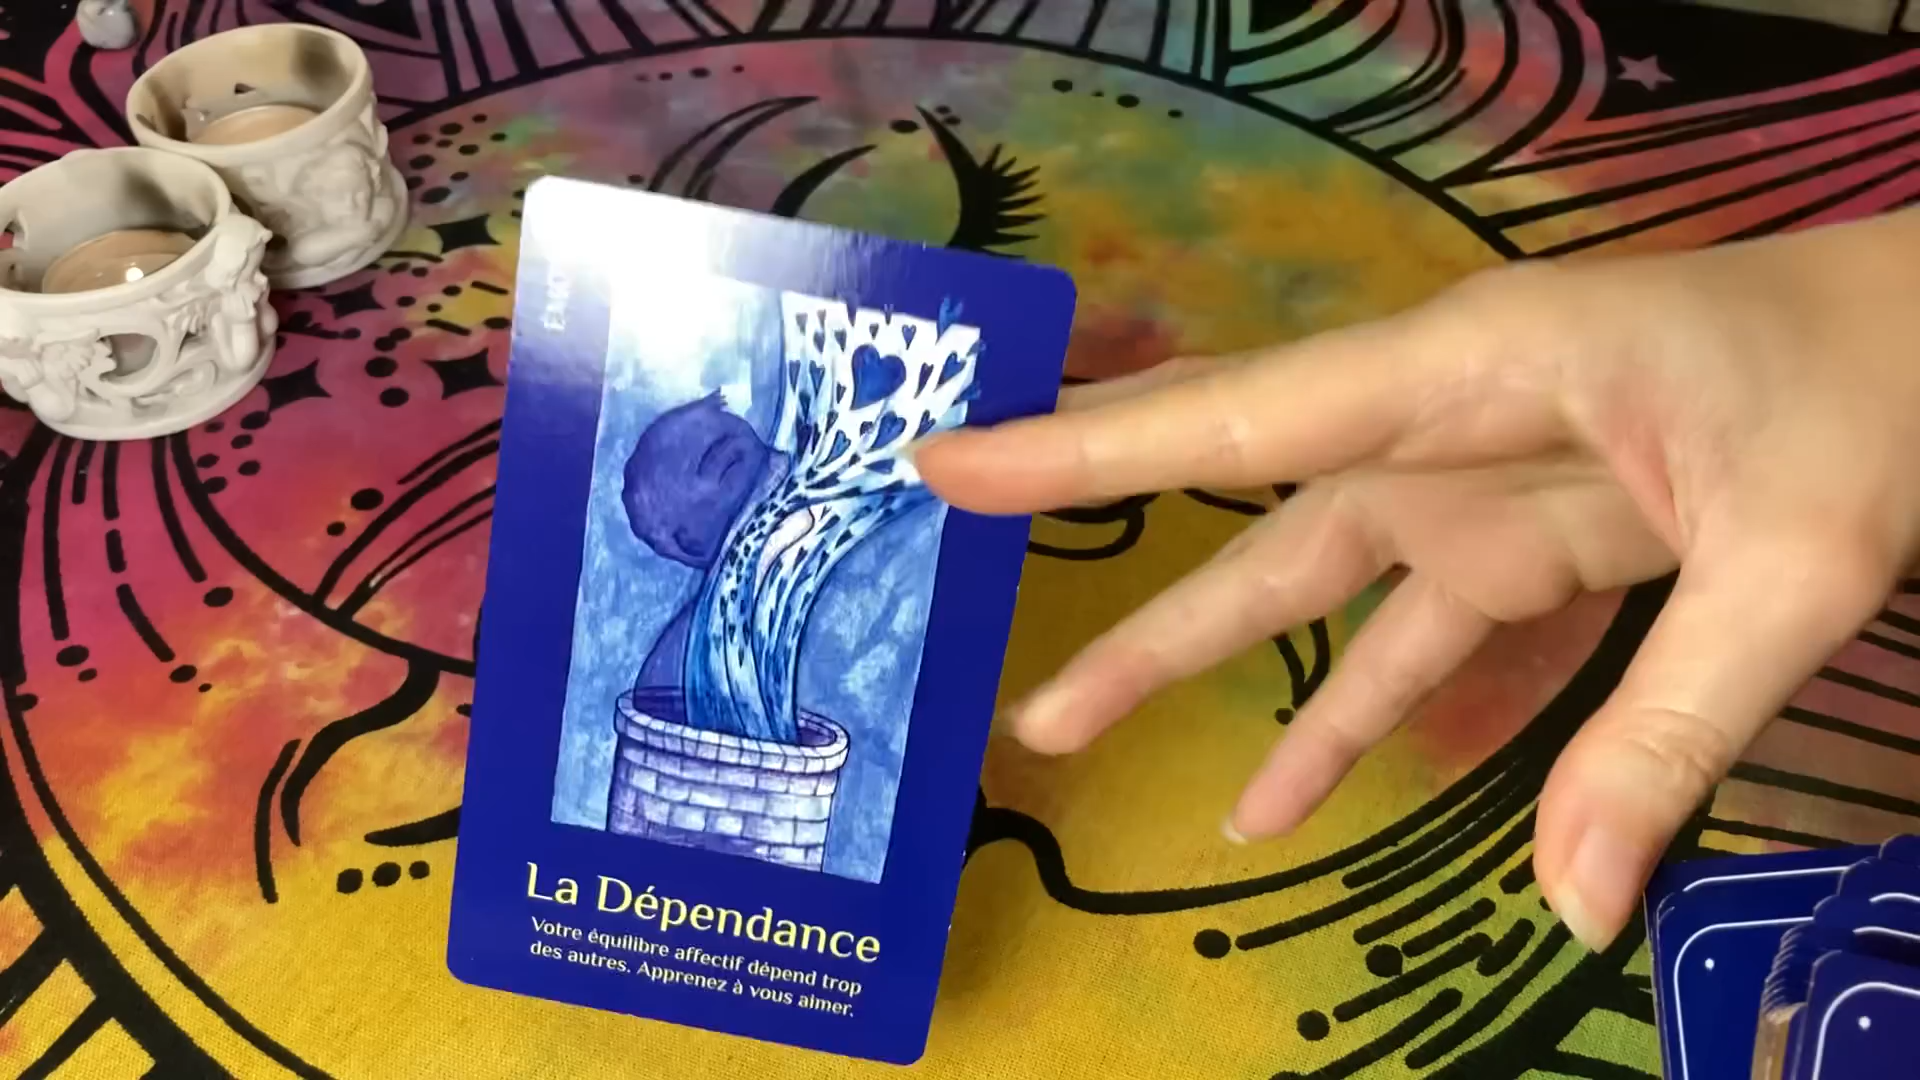 La Dépendance
Votre équilibre affectif dépend trop
des autres. Apprenez à vous aimer.